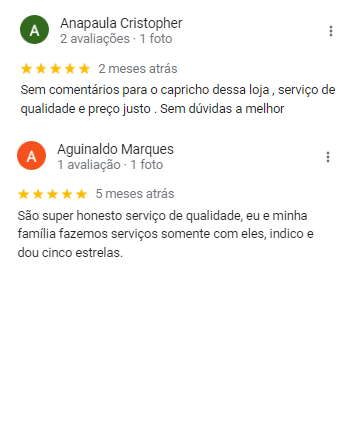 A
Anapaula Cristopher
2 avaliações · 1 foto
2 meses atrás
Sem comentários para o capricho dessa loja , serviço de
qualidade e preço justo . Sem dúvidas a melhor
A
Aguinaldo Marques
1 avaliação · 1 foto
5 meses atrás
São super honesto serviço de qualidade, eu e minha
família fazemos serviços somente com eles, indico e
dou cinco estrelas.